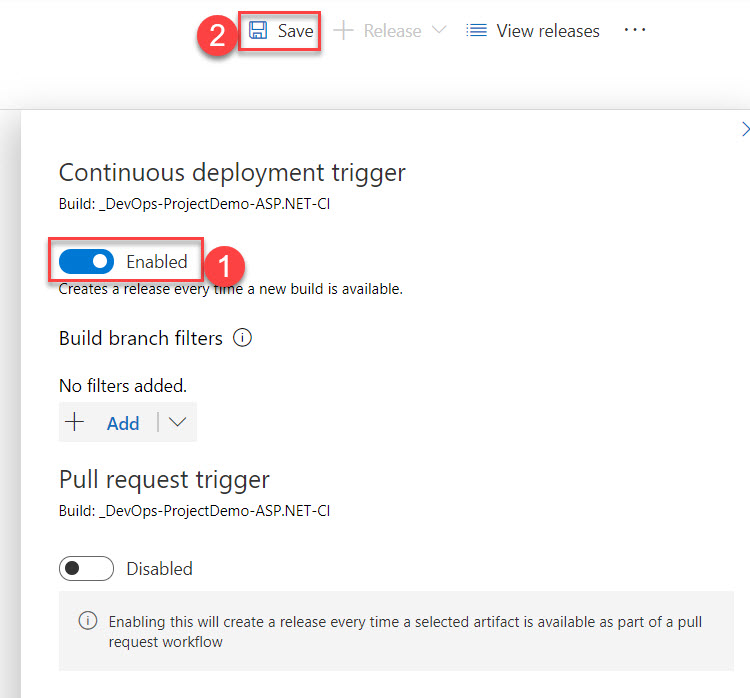 2 Save Release View releases ...
Continuous deployment trigger
Build: _DevOps-ProjectDemo-ASP.NET-CI
Enabled 1
Creates a release every time a new build is available.
Build branch filters
No filters added.
+ Add
Pull request trigger
Build: _DevOps-ProjectDemo-ASP.NET-CI
Disabled
Enabling this will create a release every time a selected artifact is available as part of a pull
request workflow